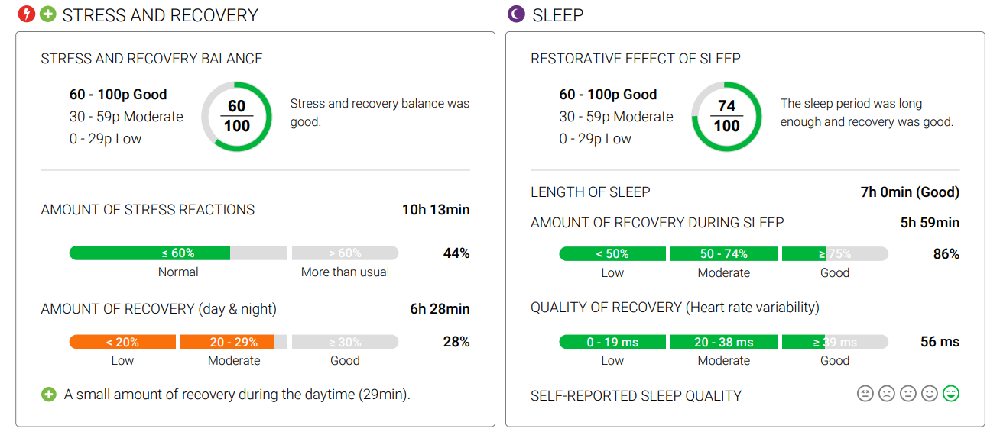 STRESS AND RECOVERY
STRESS AND RECOVERY BALANCE
60 - 100p Good
30 - 59p Moderate
0 - 29p Low
60
100
Stress and recovery balance was
good.
AMOUNT OF STRESS REACTIONS 10h 13min
≤ 60% > 60% 44%
Normal More than usual
AMOUNT OF RECOVERY (day & night) 6h 28min
< 20% 20 - 29% ≥ 30% 28%
Low Moderate Good
A small amount of recovery during the daytime (29min).
SLEEP
RESTORATIVE EFFECT OF SLEEP
60 - 100p Good
30 - 59p Moderate
0 - 29p Low
74
100
The sleep period was long
enough and recovery was good.
LENGTH OF SLEEP 7h 0min (Good)
AMOUNT OF RECOVERY DURING SLEEP 5h 59min
< 50% 50 - 74% ≥ 75% 86%
Low Moderate Good
QUALITY OF RECOVERY (Heart rate variability)
0 - 19 ms 20 - 38 ms ≥ 39 ms 56 ms
Low Moderate Good
SELF-REPORTED SLEEP QUALITY